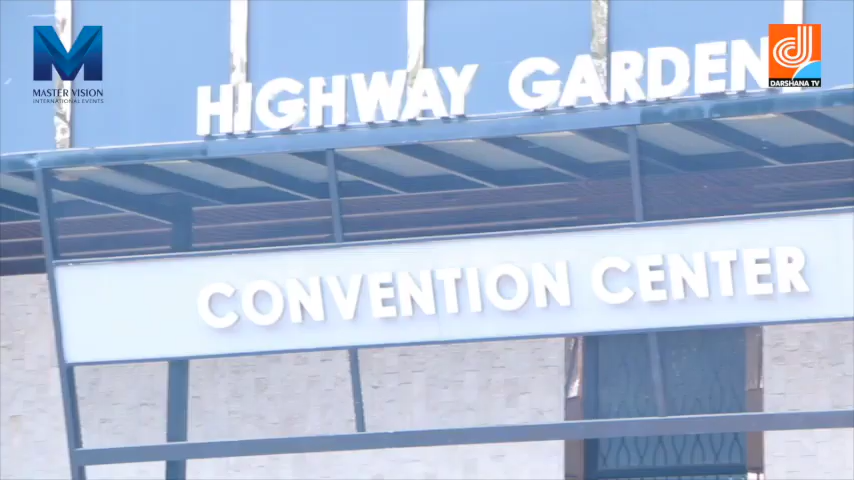 MASTER VISION
INTERNATIONAL EVENTS
DARSHANA TV
HIGHWAY GARDEN
CONVENTION CENTER